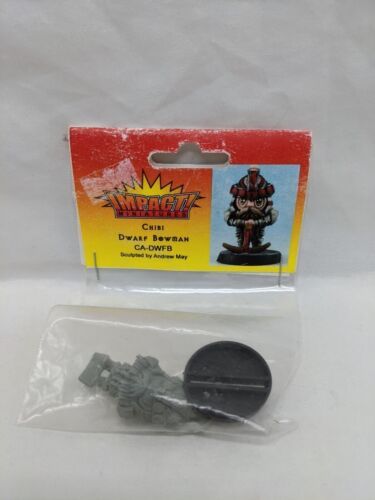 IMPACT!
MINIATURES
CHIBI
DWARF BOWMAN
CA-DWFB
Sculpted by Andrew May